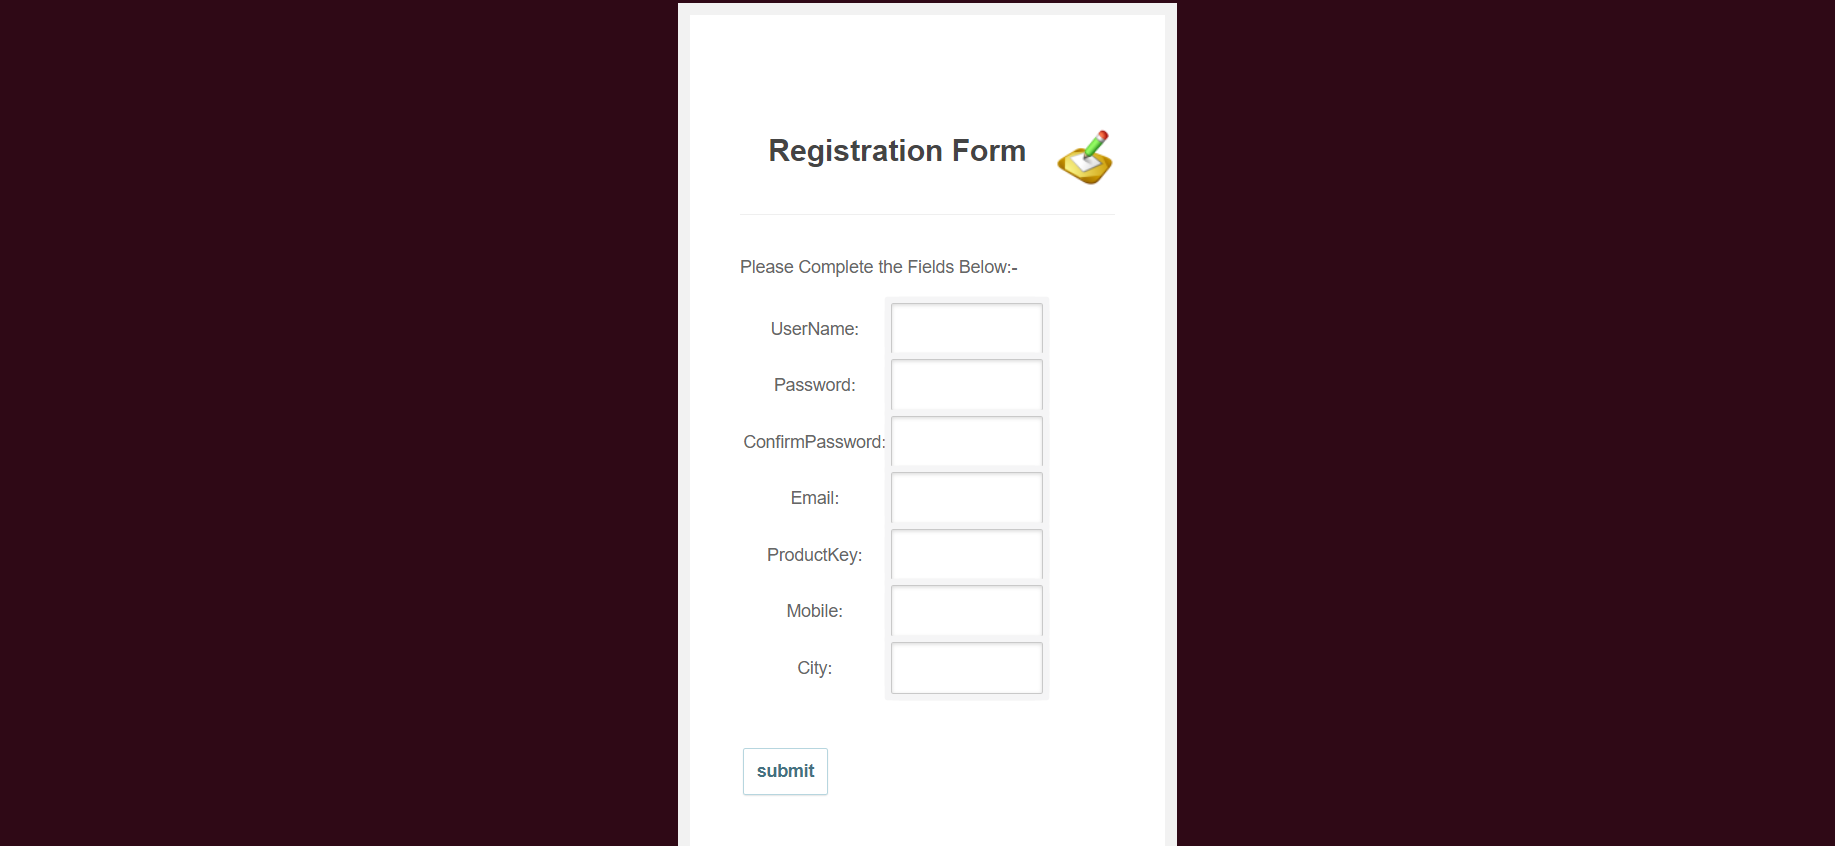 Registration Form
Please Complete the Fields Below:-
UserName:
Password:
ConfirmPassword:
Email:
ProductKey:
Mobile:
City:
submit